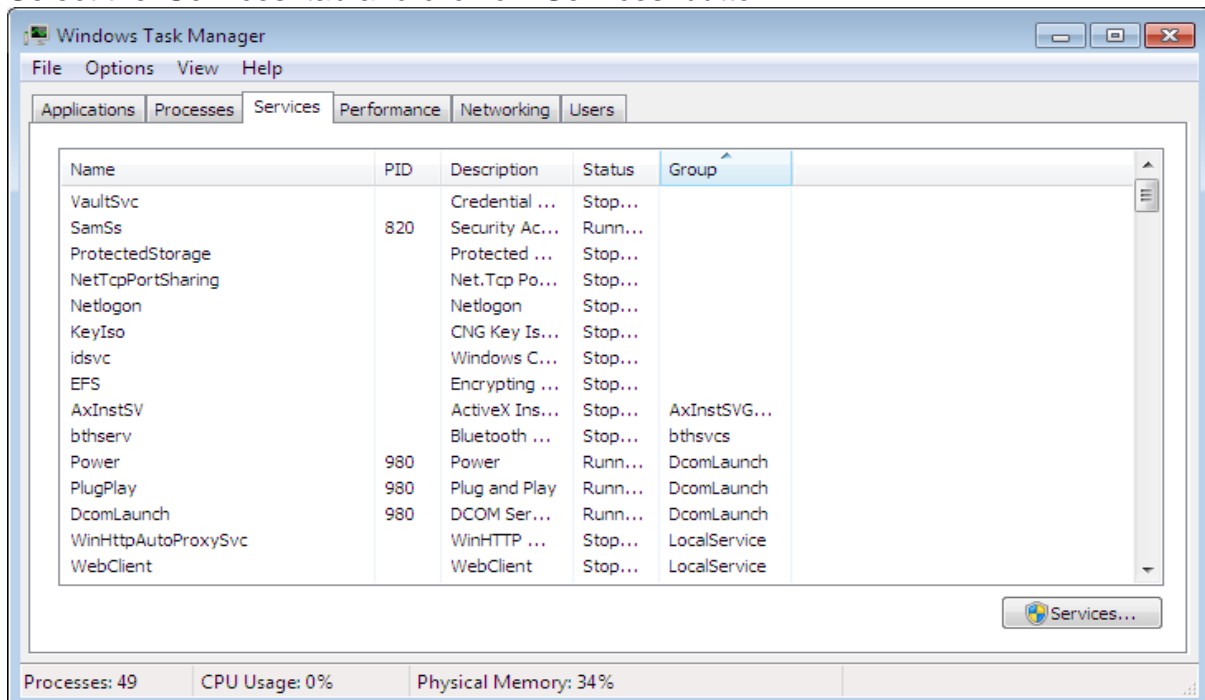 Windows Task Manager
File Options View Help
Applications Processes Services Performance Networking Users
Name PID Description Status Group
VaultSvc Credential ... Stop...
SamSs 820 Security Ac... Runn...
ProtectedStorage Protected ... Stop...
NetTcpPortSharing Net.Tcp Po... Stop...
Netlogon Netlogon Stop...
KeyIso CNG Key Is... Stop...
idsvc Windows C... Stop...
EFS Encrypting ... Stop...
AxInstSV ActiveX Ins... Stop... AxInstSVG...
bthserv Bluetooth ... Stop... bthsvcs
Power 980 Power Runn... DcomLaunch
PlugPlay 980 Plug and Play Runn... DcomLaunch
DcomLaunch 980 DCOM Ser... Runn... DcomLaunch
WinHttpAutoProxySvc WinHTTP ... Stop... LocalService
WebClient WebClient Stop... LocalService
Services...
Processes: 49 CPU Usage: 0% Physical Memory: 34%